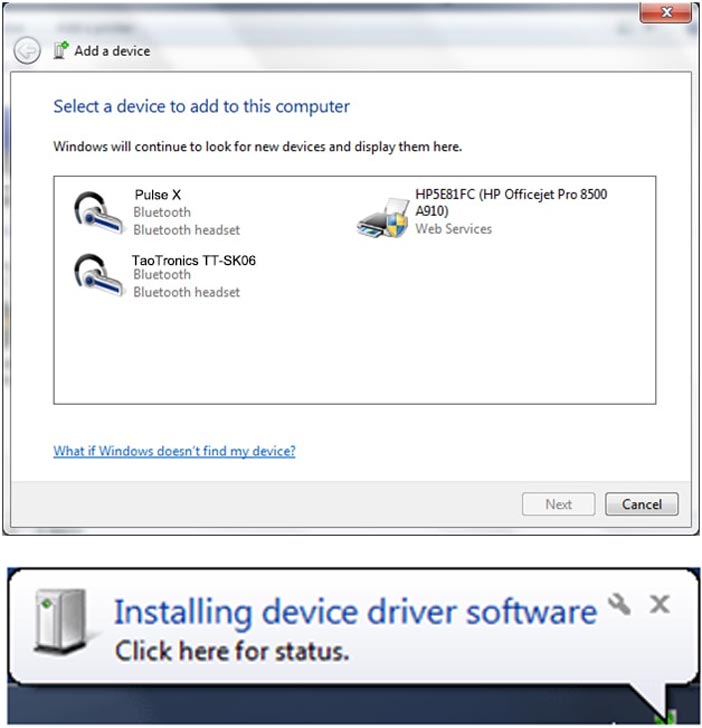 Add a device
Select a device to add to this computer
Windows will continue to look for new devices and display them here.
Pulse X
Bluetooth
Bluetooth headset
HP5E81FC (HP Officejet Pro 8500
A910)
Web Services
TaoTronics TT-SK06
Bluetooth
Bluetooth headset
What if Windows doesn't find my device?
Next
Cancel
Installing device driver software
Click here for status.